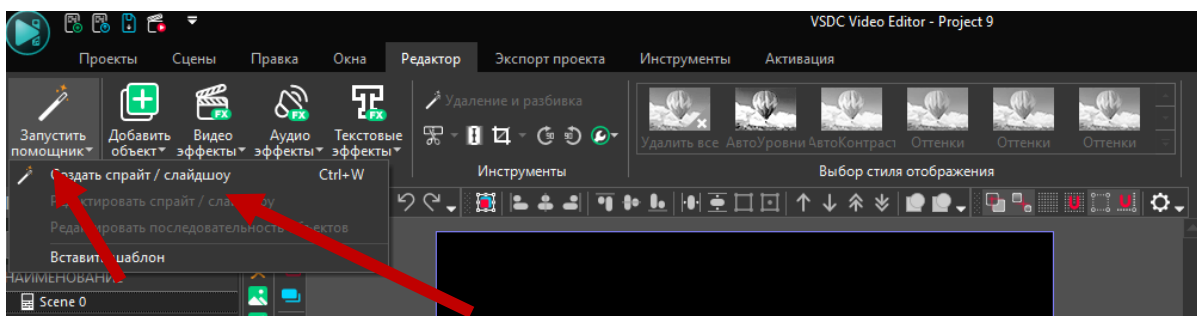 VSDC Video Editor - Project 9
Проекты Сцены Правка Окна Редактор Экспорт проекта Инструменты Активация
Запустить помощник
Добавить объект
Видео эффекты
Аудио эффекты
Текстовые эффекты
Удаление и разбивка
Инструменты
Удалить все АвтоУровни АвтоКонтраст Оттенки Оттенки Оттенки
Выбор стиля отображения
Создать спрайт / слайдшоу Ctrl+W
Редактировать спрайт / слайдшоу
Редактировать последовательность объектов
Вставить шаблон
НАИМЕНОВАНИЕ
Scene 0